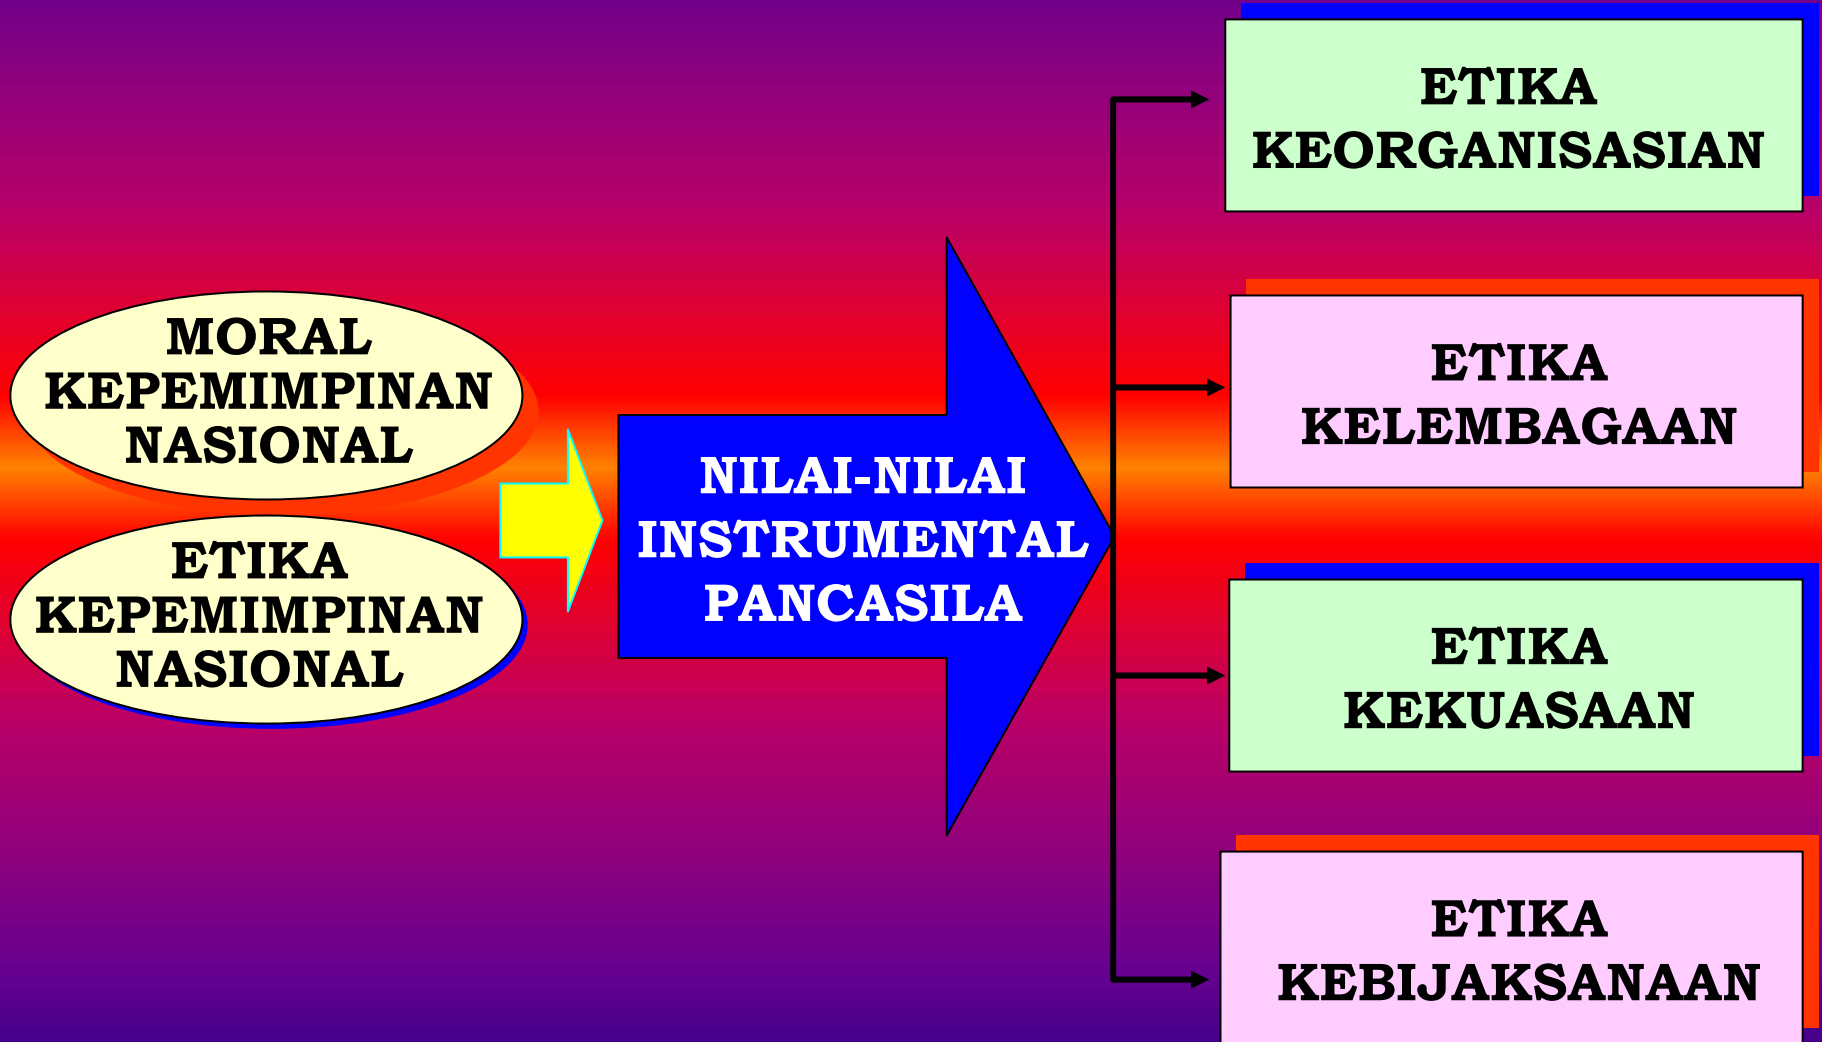 MORAL
KEPEMIMPINAN
NASIONAL
ETIKA
KEPEMIMPINAN
NASIONAL
NILAI-NILAI
INSTRUMENTAL
PANCASILA
ETIKA
KEORGANISASIAN
ETIKA
KELEMBAGAAN
ETIKA
KEKUASAAN
ETIKA
KEBIJAKSANAAN